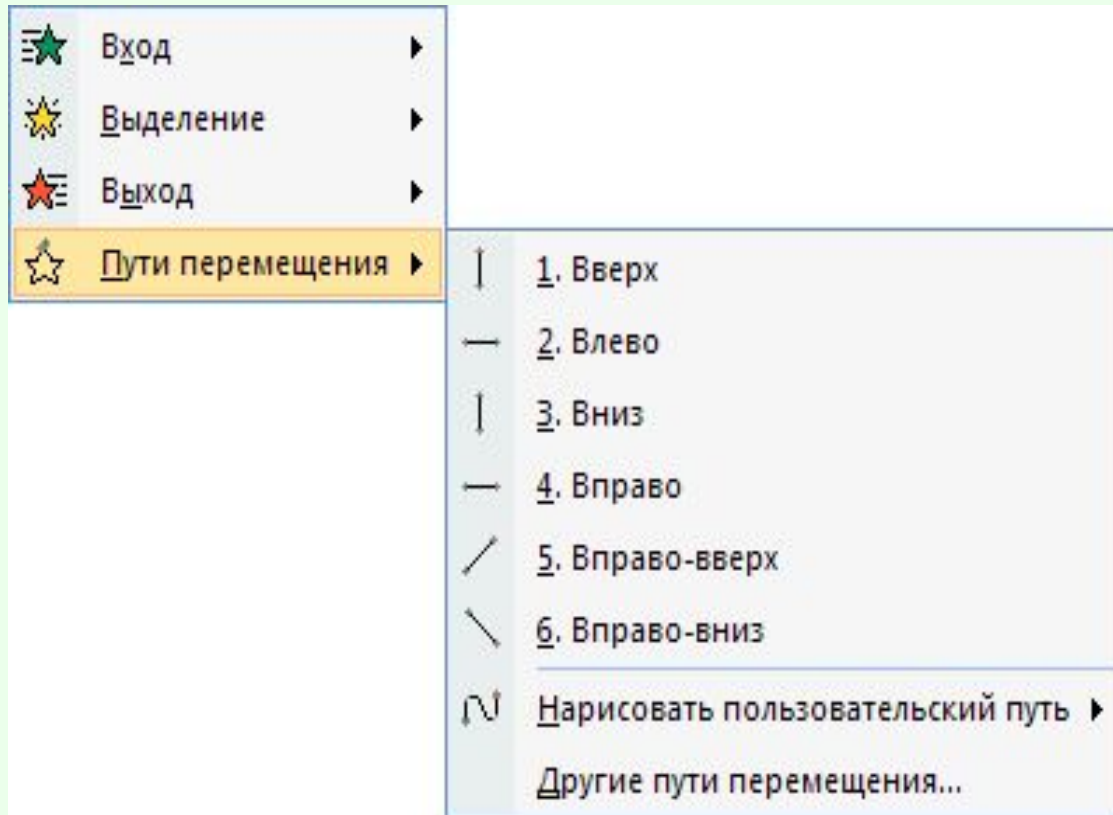 Вход
Выделение
Выход
Пути перемещения
1. Вверх
2. Влево
3. Вниз
4. Вправо
5. Вправо-вверх
6. Вправо-вниз
Нарисовать пользовательский путь
Другие пути перемещения...